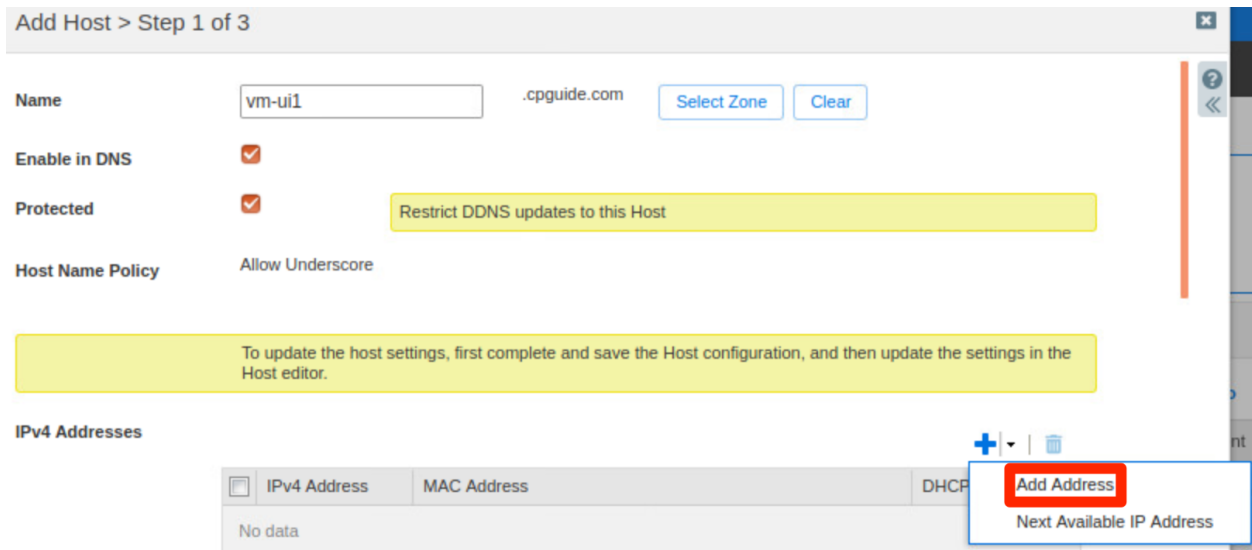 Add Host > Step 1 of 3
Name
vm-ui1
.cpguide.com
Select Zone
Clear
Enable in DNS
Protected
Restrict DDNS updates to this Host
Host Name Policy
Allow Underscore
To update the host settings, first complete and save the Host configuration, and then update the settings in the
Host editor.
IPv4 Addresses
IPv4 Address
MAC Address
DHCP
Add Address
No data
Next Available IP Address
nt